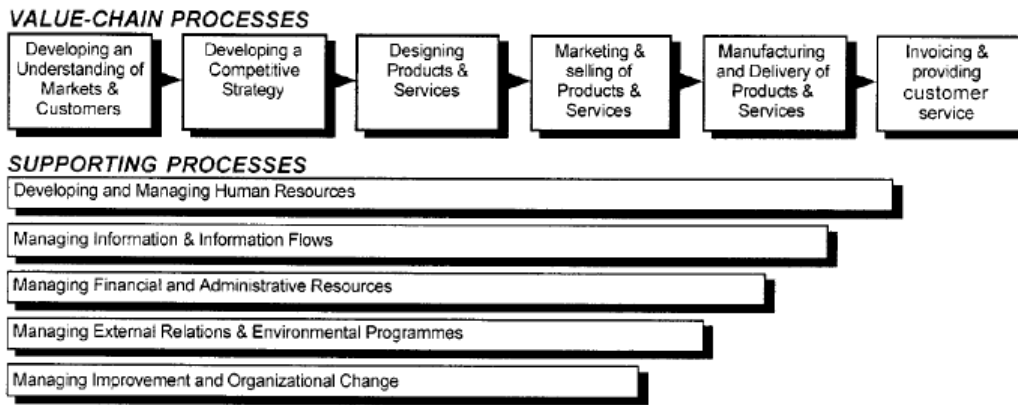 VALUE-CHAIN PROCESSES
Developing an
Understanding of
Markets &
Customers
Developing a
Competitive
Strategy
Designing
Products &
Services
Marketing &
selling of
Products &
Services
Manufacturing
and Delivery of
Products &
Services
Invoicing &
providing
customer
service
SUPPORTING PROCESSES
Developing and Managing Human Resources
Managing Information & Information Flows
Managing Financial and Administrative Resources
Managing External Relations & Environmental Programmes
Managing Improvement and Organizational Change